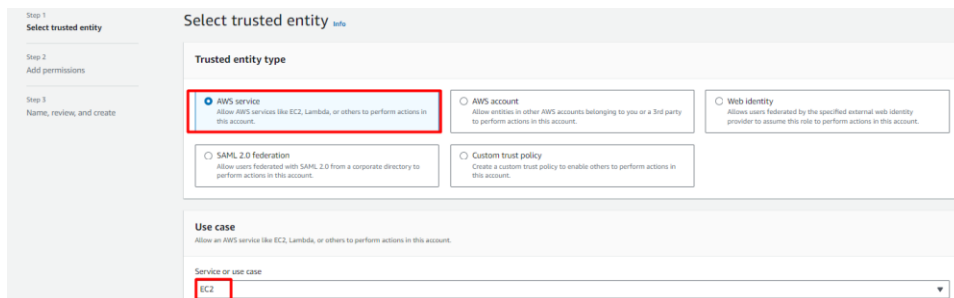 Step 1
Select trusted entity
Step 2
Add permissions
Step 3
Name, review, and create
Select trusted entity Info
Trusted entity type
AWS service
Allow AWS services like EC2, Lambda, or others to perform actions in
this account.
AWS account
Allow entities in other AWS accounts belonging to you or a 3rd party
to perform actions in this account.
Web identity
Allows users federated by the specified external web identity
provider to assume this role to perform actions in this account.
SAML 2.0 federation
Allow users federated with SAML 2.0 from a corporate directory to
perform actions in this account.
Custom trust policy
Create a custom trust policy to enable others to perform actions in
this account.
Use case
Allow an AWS service like EC2, Lambda, or others to perform actions in this account.
Service or use case
EC2